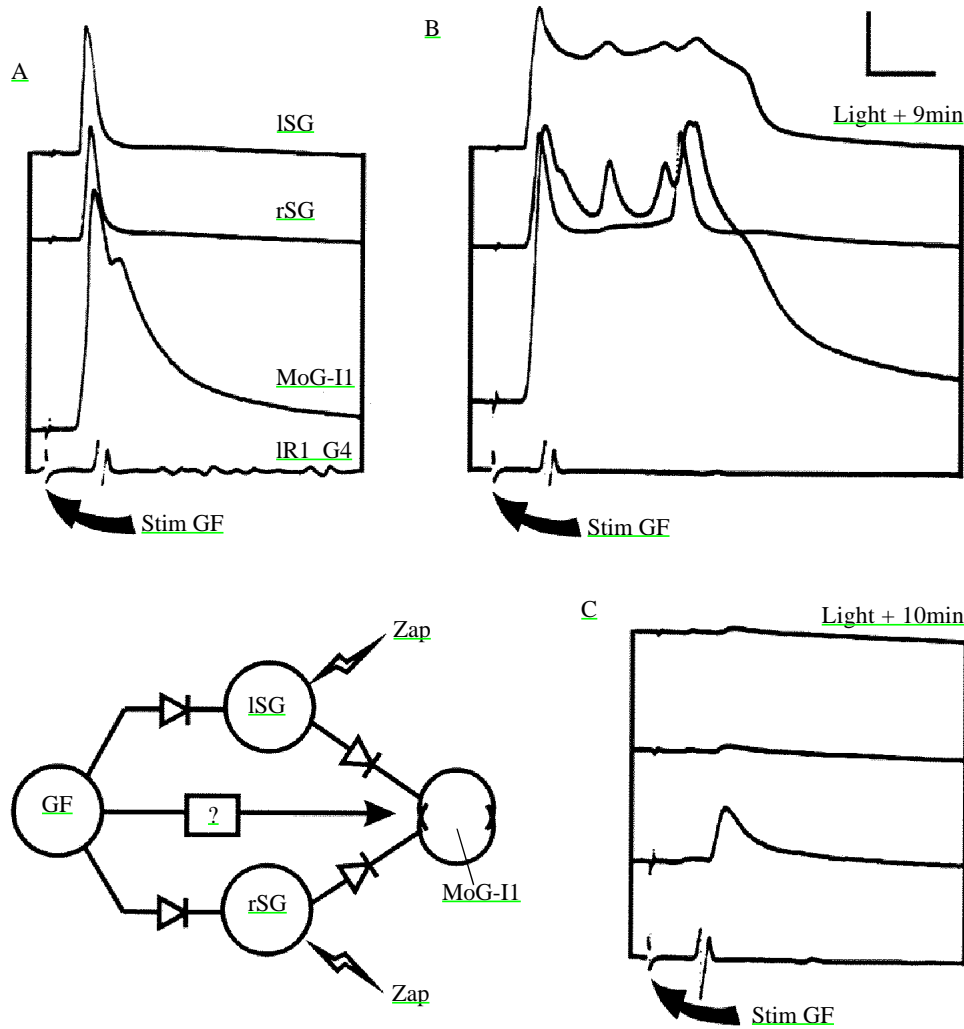 A
lSG
rSG
MoG-I1
lR1 G4
Stim GF
B
Light + 9min
Stim GF
Zap
lSG
GF
?
rSG
MoG-I1
Zap
C
Light + 10min
Stim GF